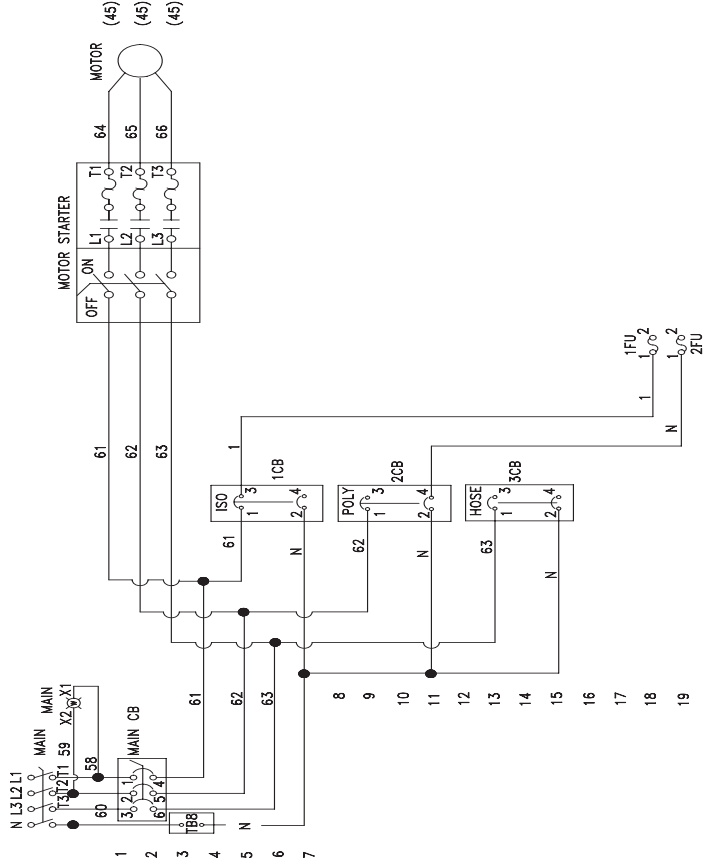 (45)
(45)
(45)
MOTOR
64
65
66
T1
T2
T3
MOTOR STARTER
L1
L2
L3
ON
OFF
61
62
63
1FU
1 2
1 2
2FU
1
N
1
1CB
ISO
3 4
1 2
61
N
2CB
POLY
3 4
1 2
62
N
3CB
HOSE
3 4
1 2
63
N
61
62
63
N L3 L2 L1
MAIN
MAIN
X2 X1
W
59
58
T3 T2 T1
60
MAIN CB
3 2 1
6 5 4
TB8
N
1
2
3
4
5
6
7
8
9
10
11
12
13
14
15
16
17
18
19